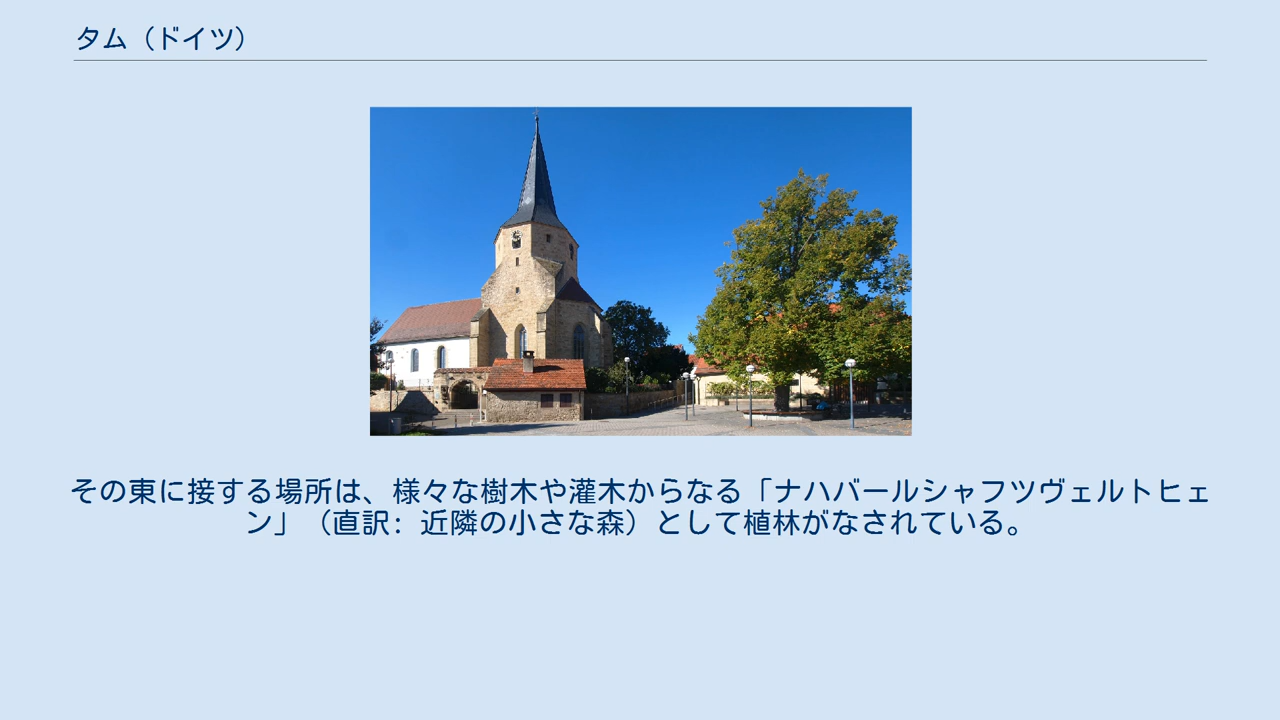 タム（ドイツ）
その東に接する場所は、様々な樹木や灌木からなる「ナハバールシャフツヴェルトヒェ
ン」（直訳: 近隣の小さな森）として植林がなされている。